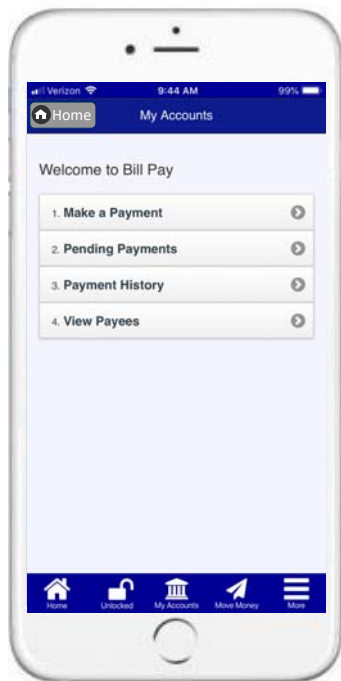 Verizon 9:44 AM 99%
Home My Accounts
Welcome to Bill Pay
1. Make a Payment
2. Pending Payments
3. Payment History
4. View Payees
Home Unlocked My Accounts Move Money More